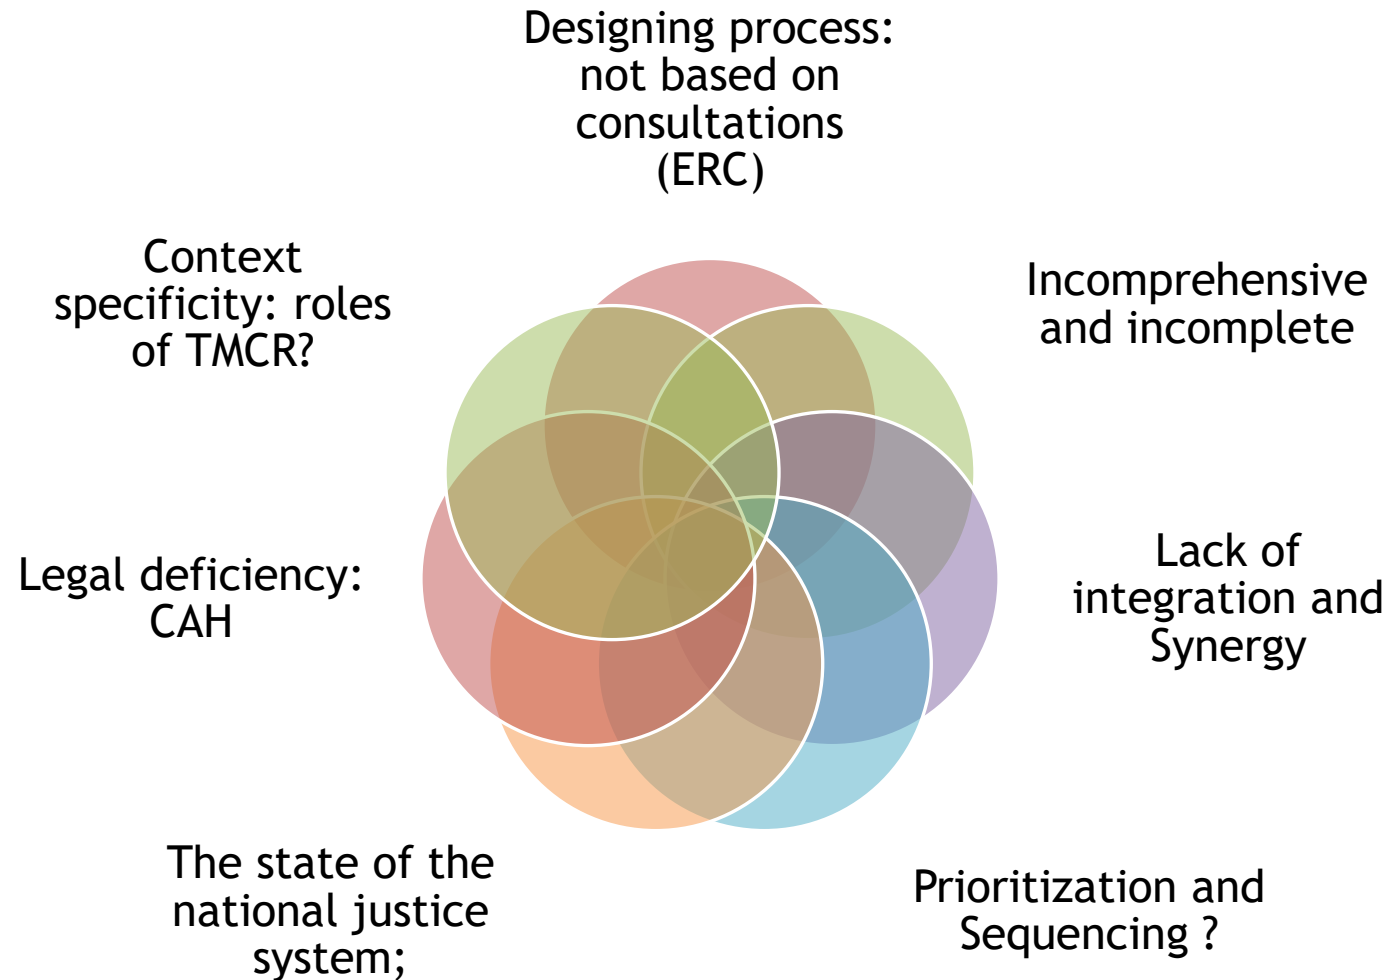 Designing process:
not based on
consultations
(ERC)
Incomprehensive
and incomplete
Lack of
integration and
Synergy
Prioritization and
Sequencing ?
The state of the
national justice
system;
Legal deficiency:
CAH
Context
specificity: roles
of TMCR?